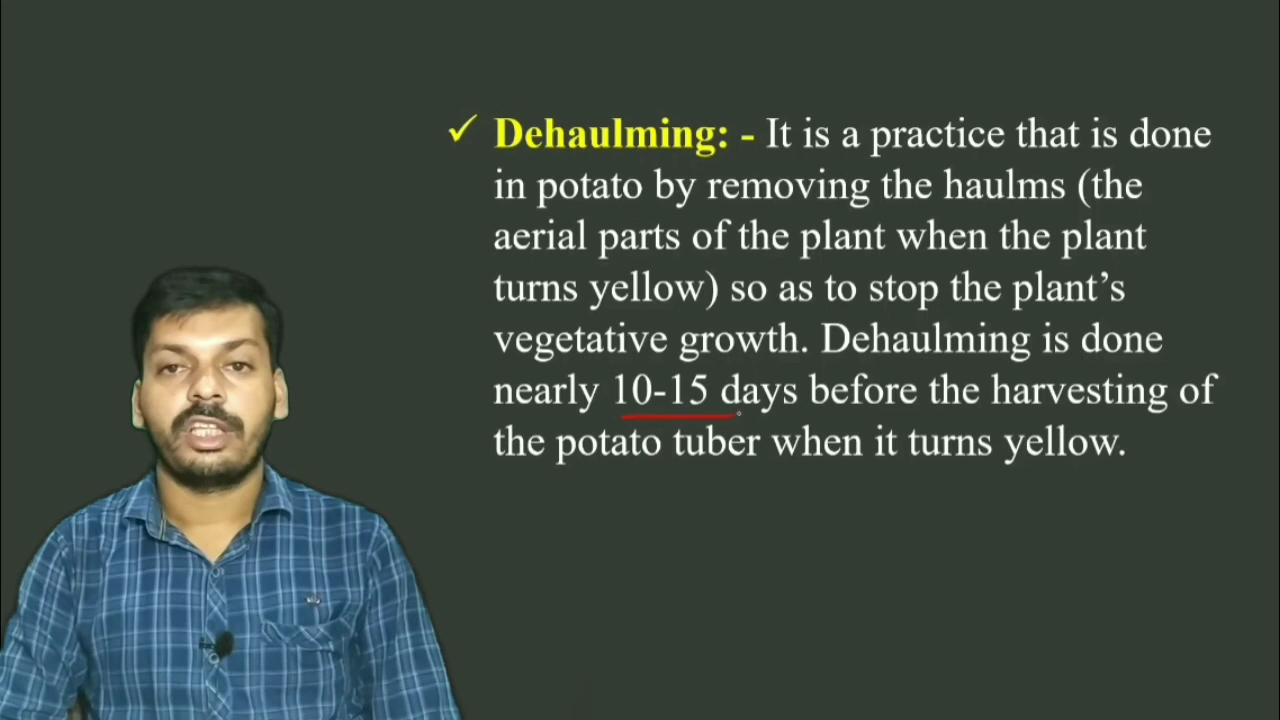 ✓ Dehaulming: - It is a practice that is done
in potato by removing the haulms (the
aerial parts of the plant when the plant
turns yellow) so as to stop the plant’s
vegetative growth. Dehaulming is done
nearly 10-15 days before the harvesting of
the potato tuber when it turns yellow.